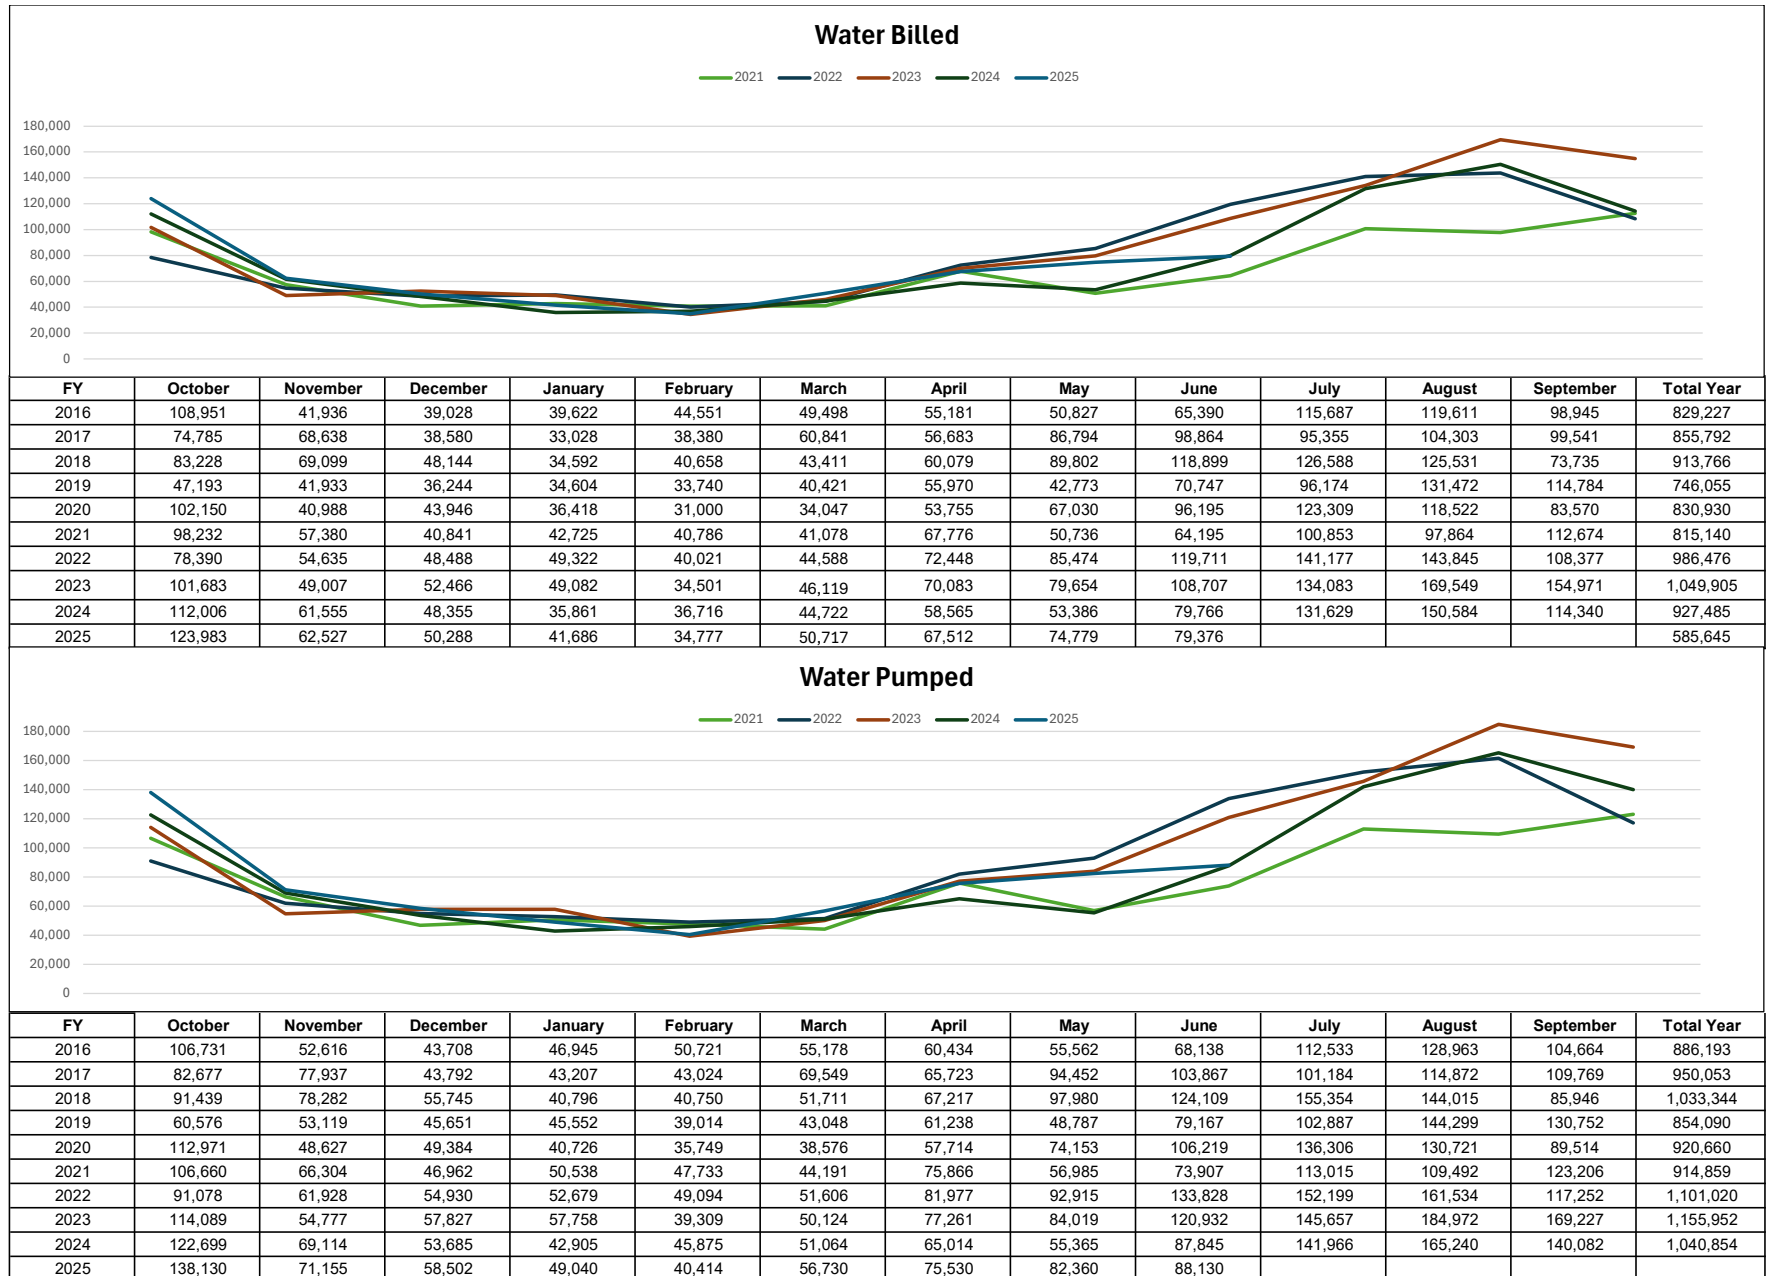 Water Billed
2021 2022 2023 2024 2025
180,000
160,000
140,000
120,000
100,000
80,000
60,000
40,000
20,000
0
FY October November December January February March April May June July August September Total Year
2016 108,951 41,936 39,028 39,622 44,551 49,498 55,181 50,827 65,390 115,687 119,611 98,945 829,227
2017 74,785 68,638 38,580 33,028 38,380 60,841 56,683 86,794 98,864 95,355 104,303 99,541 855,792
2018 83,228 69,099 48,144 34,592 40,658 43,411 60,079 89,802 118,899 126,588 125,531 73,735 913,766
2019 47,193 41,933 36,244 34,604 33,740 40,421 55,970 42,773 70,747 96,174 131,472 114,784 746,055
2020 102,150 40,988 43,946 36,418 31,000 34,047 53,755 67,030 96,195 123,309 118,522 83,570 830,930
2021 98,232 57,380 40,841 42,725 40,786 41,078 67,776 50,736 64,195 100,853 97,864 112,674 815,140
2022 78,390 54,635 48,488 49,322 40,021 44,588 72,448 85,474 119,711 141,177 143,845 108,377 986,476
2023 101,683 49,007 52,466 49,082 34,501 46,119 70,083 79,654 108,707 134,083 169,549 154,971 1,049,905
2024 112,006 61,555 48,355 35,861 36,716 44,722 58,565 53,386 79,766 131,629 150,584 114,340 927,485
2025 123,983 62,527 50,288 41,686 34,777 50,717 67,512 74,779 79,376 585,645
Water Pumped
2021 2022 2023 2024 2025
180,000
160,000
140,000
120,000
100,000
80,000
60,000
40,000
20,000
0
FY October November December January February March April May June July August September Total Year
2016 106,731 52,616 43,708 46,945 50,721 55,178 60,434 55,562 68,138 112,533 128,963 104,664 886,193
2017 82,677 77,937 43,792 43,207 43,024 69,549 65,723 94,452 103,867 101,184 114,872 109,769 950,053
2018 91,439 78,282 55,745 40,796 40,750 51,711 67,217 97,980 124,109 155,354 144,015 85,946 1,033,344
2019 60,576 53,119 45,651 45,552 39,014 43,048 61,238 48,787 79,167 102,887 144,299 130,752 854,090
2020 112,971 48,627 49,384 40,726 35,749 38,576 57,714 74,153 106,219 136,306 130,721 89,514 920,660
2021 106,660 66,304 46,962 50,538 47,733 44,191 75,866 56,985 73,907 113,015 109,492 123,206 914,859
2022 91,078 61,928 54,930 52,679 49,094 51,606 81,977 92,915 133,828 152,199 161,534 117,252 1,101,020
2023 114,089 54,777 57,827 57,758 39,309 50,124 77,261 84,019 120,932 145,657 184,972 169,227 1,155,952
2024 122,699 69,114 53,685 42,905 45,875 51,064 65,014 55,365 87,845 141,966 165,240 140,082 1,040,854
2025 138,130 71,155 58,502 49,040 40,414 56,730 75,530 82,360 88,130